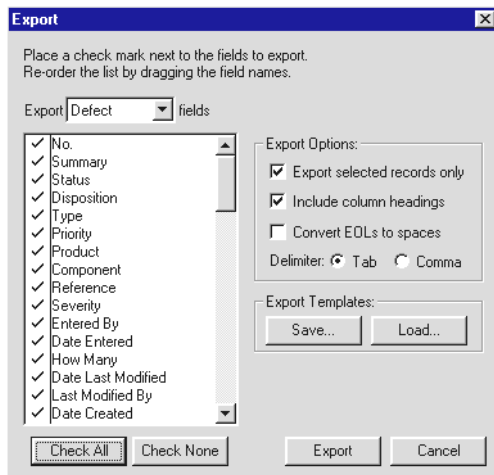 Export
Place a check mark next to the fields to export.
Re-order the list by dragging the field names.
Export Defect fields
No.
Summary
Status
Disposition
Type
Priority
Product
Component
Reference
Severity
Entered By
Date Entered
How Many
Date Last Modified
Last Modified By
Date Created
Export Options:
Export selected records only
Include column headings
Convert EOLs to spaces
Delimiter: Tab Comma
Export Templates:
Save... Load...
Check All Check None Export Cancel